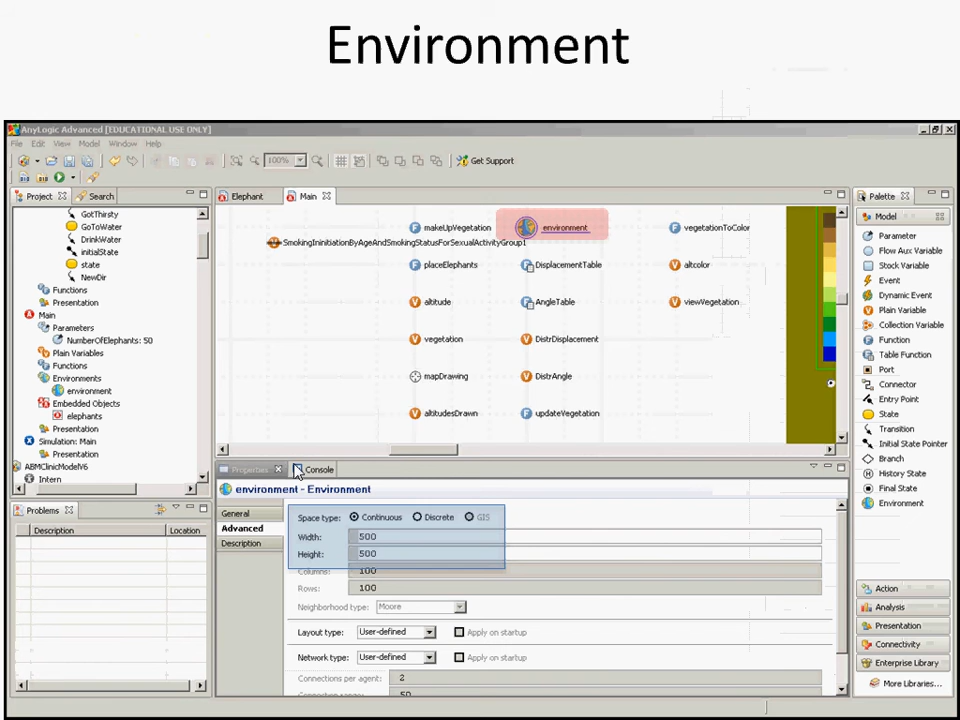 Environment
AnyLogic Advanced [EDUCATIONAL USE ONLY]
File Edit View Model Window Help
100% Get Support
Project Search
GotThirsty
GoToWater
DrinkWater
initialState
state
NewDir
Functions
Presentation
Main
Parameters
NumberOfElephants: 50
Plain Variables
Functions
Environments
environment
Embedded Objects
elephants
Presentation
Simulation: Main
Presentation
ABMClinicModelV6
Intern
Problems
Description Location
Elephant Main
makeUpVegetation environment vegetationToColor
SmokingIninitiationByAgeAndSmokingStatusForSexualActivityGroup1
placeElephants DisplacementTable altcolor
altitude AngleTable viewVegetation
vegetation DistrDisplacement
mapDrawing DistrAngle
altitudesDrawn updateVegetation
Properties Console
environment - Environment
General
Advanced
Description
Space type: Continuous Discrete GIS
Width: 500
Height: 500
Columns: 100
Rows: 100
Neighborhood type: Moore
Layout type: User-defined Apply on startup
Network type: User-defined Apply on startup
Connections per agent: 2
Connection range: 50
Palette
Model
Parameter
Flow Aux Variable
Stock Variable
Event
Dynamic Event
Plain Variable
Collection Variable
Function
Table Function
Port
Connector
Entry Point
State
Transition
Initial State Pointer
Branch
History State
Final State
Environment
Action
Analysis
Presentation
Connectivity
Enterprise Library
More Libraries...